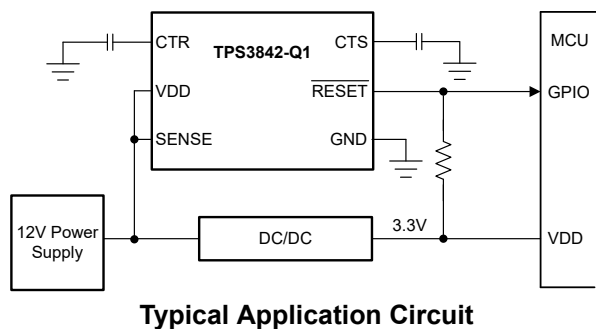 CTR
TPS3842-Q1
CTS
MCU
VDD
RESET
GPIO
SENSE
GND
12V Power
Supply
DC/DC
3.3V
VDD
Typical Application Circuit